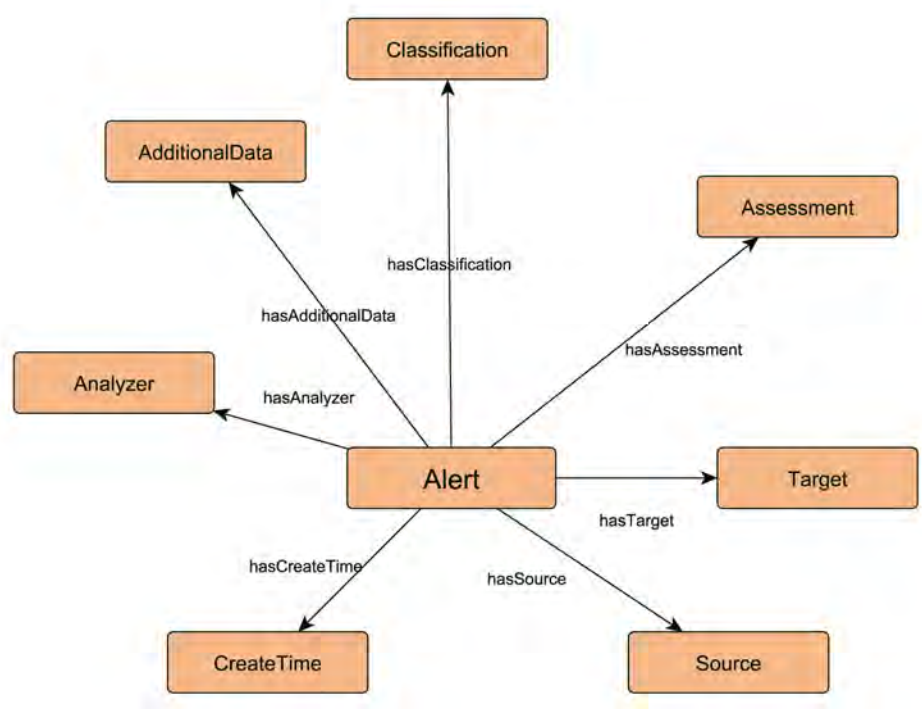 Classification
AdditionalData
Assessment
hasClassification
hasAdditionalData
hasAssessment
Analyzer
hasAnalyzer
Alert
Target
hasTarget
hasCreateTime
hasSource
CreateTime
Source